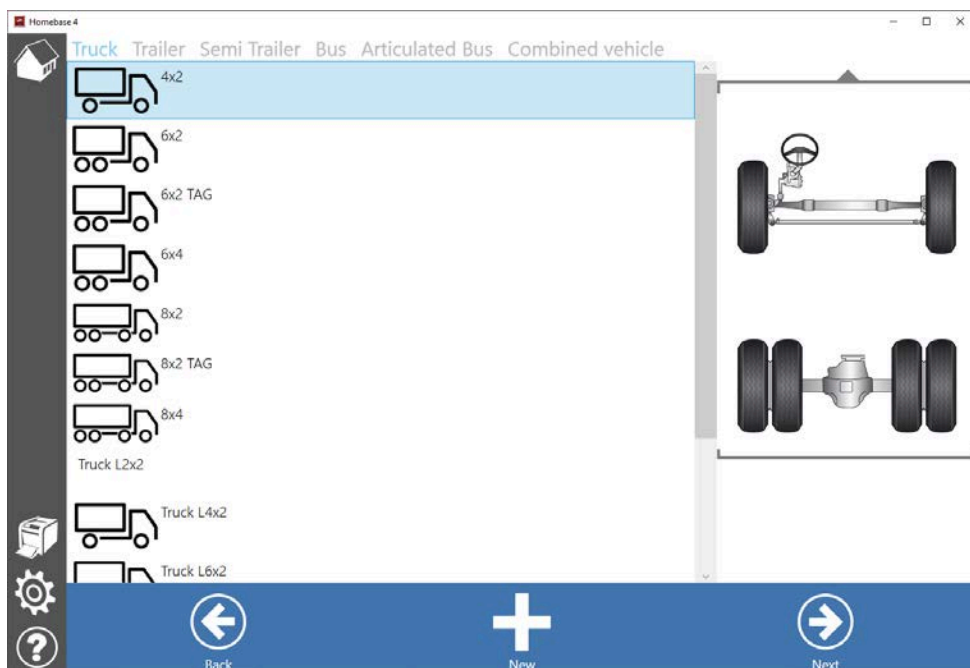 Homebase 4
Truck Trailer Semi Trailer Bus Articulated Bus Combined vehicle
4x2
6x2
6x2 TAG
6x4
8x2
8x2 TAG
8x4
Truck L2x2
Truck L4x2
Truck L6x2
Back New Next